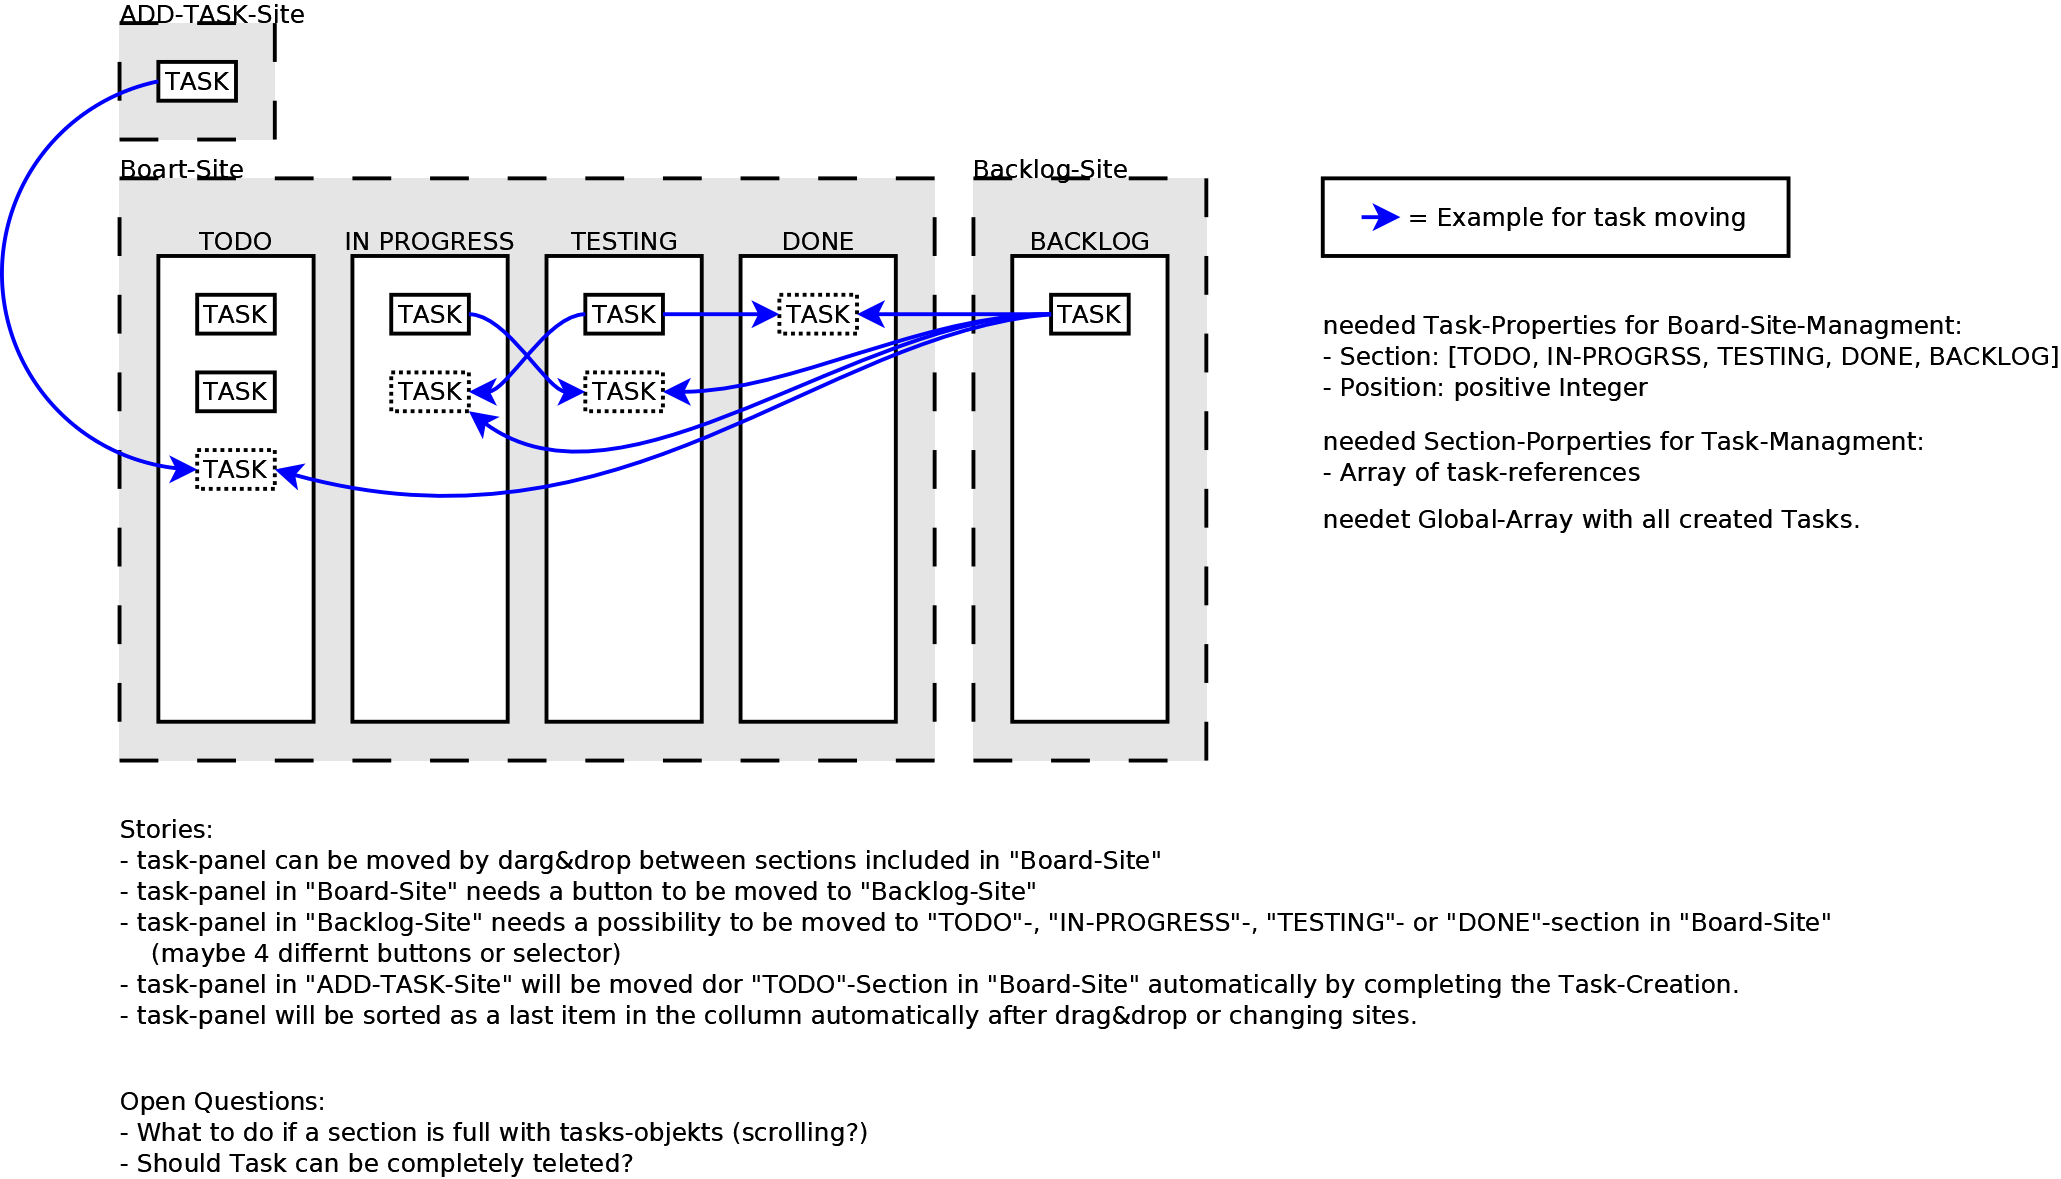 ADD-TASK-Site
TASK
Boart-Site
Backlog-Site
= Example for task moving
TODO
IN PROGRESS
TESTING
DONE
BACKLOG
TASK
TASK
TASK
TASK
TASK
TASK
TASK
TASK
TASK
TASK
needed Task-Properties for Board-Site-Managment:
- Section: [TODO, IN-PROGRSS, TESTING, DONE, BACKLOG]
- Position: positive Integer
needed Section-Porperties for Task-Managment:
- Array of task-references
needet Global-Array with all created Tasks.
Stories:
- task-panel can be moved by darg&drop between sections included in "Board-Site"
- task-panel in "Board-Site" needs a button to be moved to "Backlog-Site"
- task-panel in "Backlog-Site" needs a possibility to be moved to "TODO"-, "IN-PROGRESS"-, "TESTING"- or "DONE"-section in "Board-Site"
(maybe 4 differnt buttons or selector)
- task-panel in "ADD-TASK-Site" will be moved dor "TODO"-Section in "Board-Site" automatically by completing the Task-Creation.
- task-panel will be sorted as a last item in the collumn automatically after drag&drop or changing sites.
Open Questions:
- What to do if a section is full with tasks-objekts (scrolling?)
- Should Task can be completely teleted?